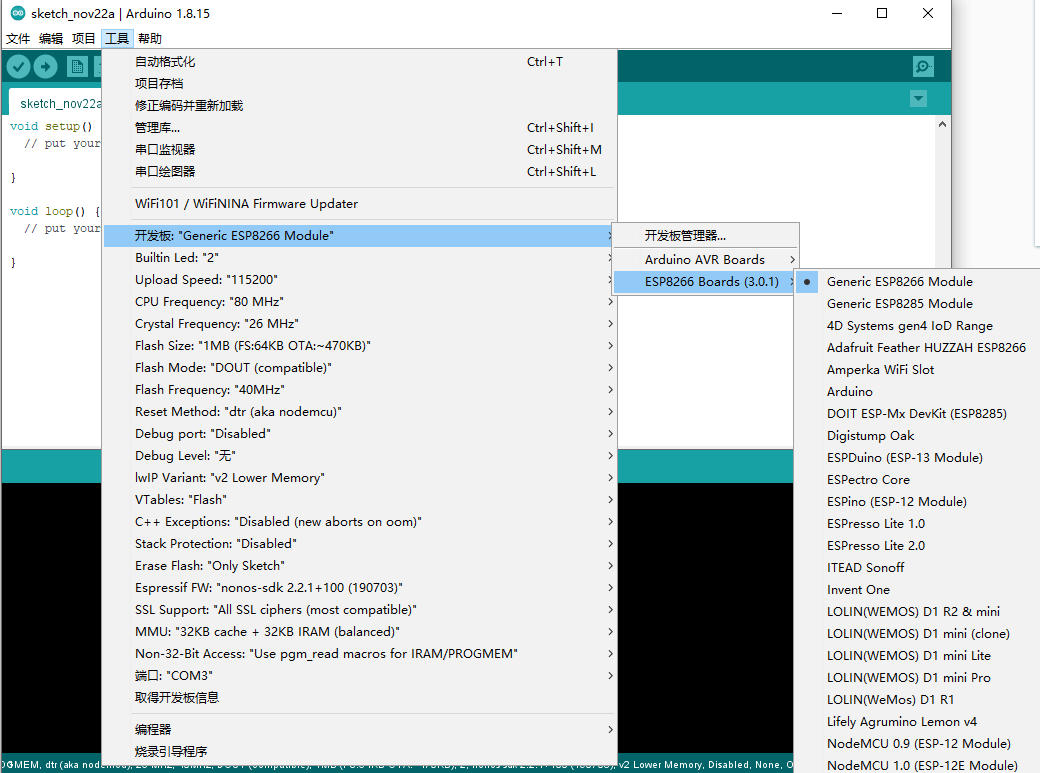 sketch_nov22a | Arduino 1.8.15
文件 编辑 项目 工具 帮助
sketch_nov22a
void setup()
// put your
}
void loop() {
// put your
}
自动格式化 Ctrl+T
项目存档
修正编码并重新加载
管理库... Ctrl+Shift+I
串口监视器 Ctrl+Shift+M
串口绘图器 Ctrl+Shift+L
WiFi101 / WiFiNINA Firmware Updater
开发板: "Generic ESP8266 Module"
Builtin Led: "2"
Upload Speed: "115200"
CPU Frequency: "80 MHz"
Crystal Frequency: "26 MHz"
Flash Size: "1MB (FS:64KB OTA:~470KB)"
Flash Mode: "DOUT (compatible)"
Flash Frequency: "40MHz"
Reset Method: "dtr (aka nodemcu)"
Debug port: "Disabled"
Debug Level: "无"
lwIP Variant: "v2 Lower Memory"
VTables: "Flash"
C++ Exceptions: "Disabled (new aborts on oom)"
Stack Protection: "Disabled"
Erase Flash: "Only Sketch"
Espressif FW: "nonos-sdk 2.2.1+100 (190703)"
SSL Support: "All SSL ciphers (most compatible)"
MMU: "32KB cache + 32KB IRAM (balanced)"
Non-32-Bit Access: "Use pgm_read macros for IRAM/PROGMEM"
端口: "COM3"
取得开发板信息
编程器
烧录引导程序
开发板管理器...
Arduino AVR Boards
ESP8266 Boards (3.0.1)
Generic ESP8266 Module
Generic ESP8285 Module
4D Systems gen4 IoD Range
Adafruit Feather HUZZAH ESP8266
Amperka WiFi Slot
Arduino
DOIT ESP-Mx DevKit (ESP8285)
Digistump Oak
ESPDuino (ESP-13 Module)
ESPectro Core
ESPino (ESP-12 Module)
ESPresso Lite 1.0
ESPresso Lite 2.0
ITEAD Sonoff
Invent One
LOLIN(WEMOS) D1 R2 & mini
LOLIN(WEMOS) D1 mini (clone)
LOLIN(WEMOS) D1 mini Lite
LOLIN(WEMOS) D1 mini Pro
LOLIN(WeMos) D1 R1
Lifely Agrumino Lemon v4
NodeMCU 0.9 (ESP-12 Module)
NodeMCU 1.0 (ESP-12E Module)
v2 Lower Memory, Disabled, None, O